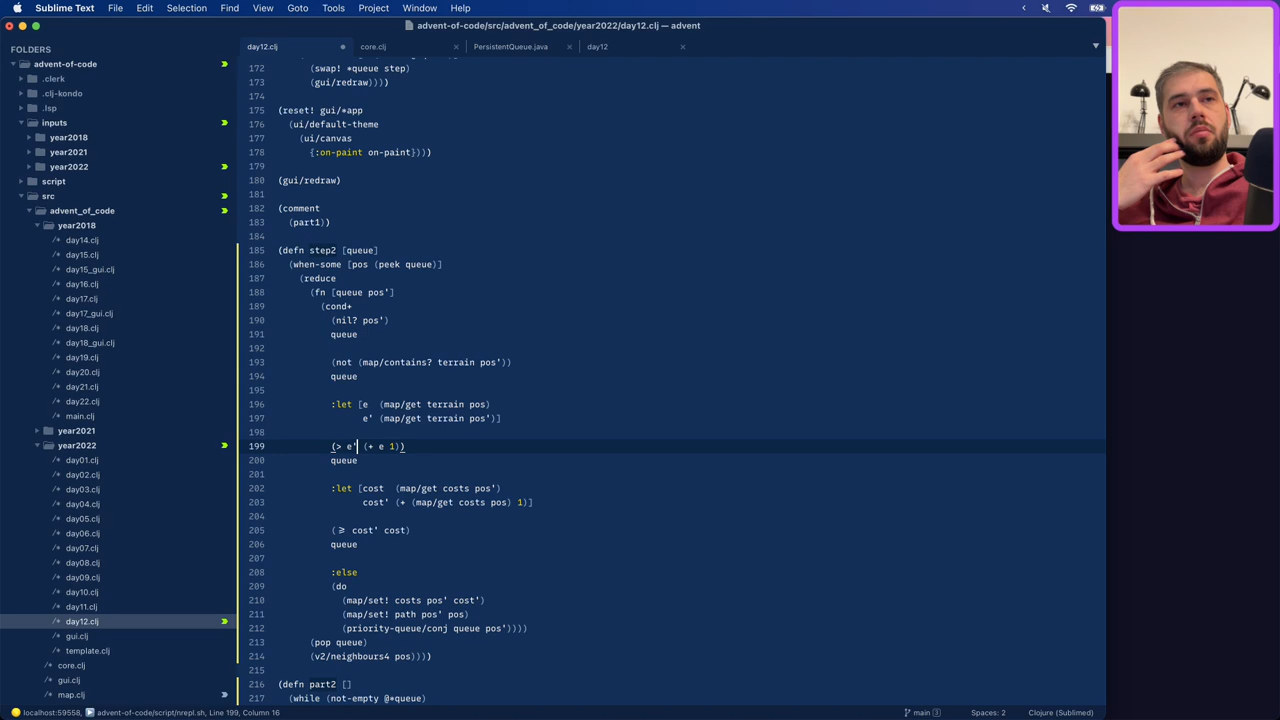 Sublime Text File Edit Selection Find View Goto Tools Project Window Help
advent-of-code/src/advent_of_code/year2022/day12.clj — advent
FOLDERS
advent-of-code
.clerk
.clj-kondo
.lsp
inputs
year2018
year2021
year2022
script
src
advent_of_code
year2018
/* day14.clj
/* day15.clj
/* day15_gui.clj
/* day16.clj
/* day17.clj
/* day17_gui.clj
/* day18.clj
/* day18_gui.clj
/* day19.clj
/* day20.clj
/* day21.clj
/* day22.clj
/* main.clj
year2021
year2022
/* day01.clj
/* day02.clj
/* day03.clj
/* day04.clj
/* day05.clj
/* day06.clj
/* day07.clj
/* day08.clj
/* day09.clj
/* day10.clj
/* day11.clj
/* day12.clj
/* gui.clj
/* template.clj
/* core.clj
/* gui.clj
/* map.clj
day12.clj core.clj PersistentQueue.java day12
172 (swap! *queue step)
173 (gui/redraw))))
174
175 (reset! gui/*app
176 (ui/default-theme
177 (ui/canvas
178 {:on-paint on-paint})))
179
180 (gui/redraw)
181
182 (comment
183 (part1))
184
185 (defn step2 [queue]
186 (when-some [pos (peek queue)]
187 (reduce
188 (fn [queue pos']
189 (cond+
190 (nil? pos')
191 queue
192
193 (not (map/contains? terrain pos'))
194 queue
195
196 :let [e (map/get terrain pos)
197 e' (map/get terrain pos')]
198
199 (> e' (+ e 1))
200 queue
201
202 :let [cost (map/get costs pos')
203 cost' (+ (map/get costs pos) 1)]
204
205 (>= cost' cost)
206 queue
207
208 :else
209 (do
210 (map/set! costs pos' cost')
211 (map/set! path pos' pos)
212 (priority-queue/conj queue pos'))))
213 (pop queue)
214 (v2/neighbours4 pos))))
215
216 (defn part2 []
217 (while (not-empty @*queue)
localhost:59558, advent-of-code/script/nrepl.sh, Line 199, Column 16 main 3 Spaces: 2 Clojure (Sublimed)